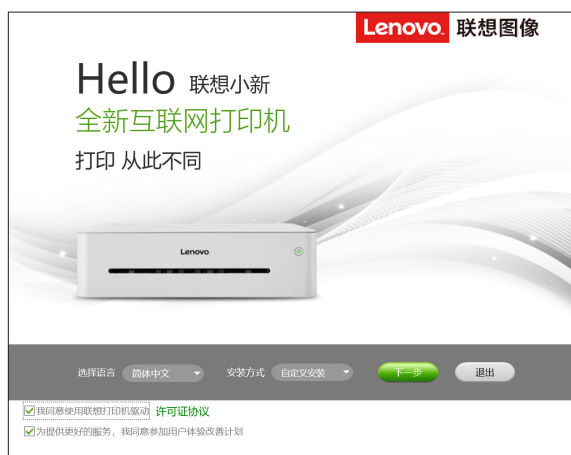 Lenovo. 联想图像
Hello 联想小新
全新互联网打印机
打印 从此不同
Lenovo
选择语言 简体中文 安装方式 自定义安装 下一步 退出
我同意使用联想打印机驱动 许可证协议
为提供更好的服务，我同意参加用户体验改善计划